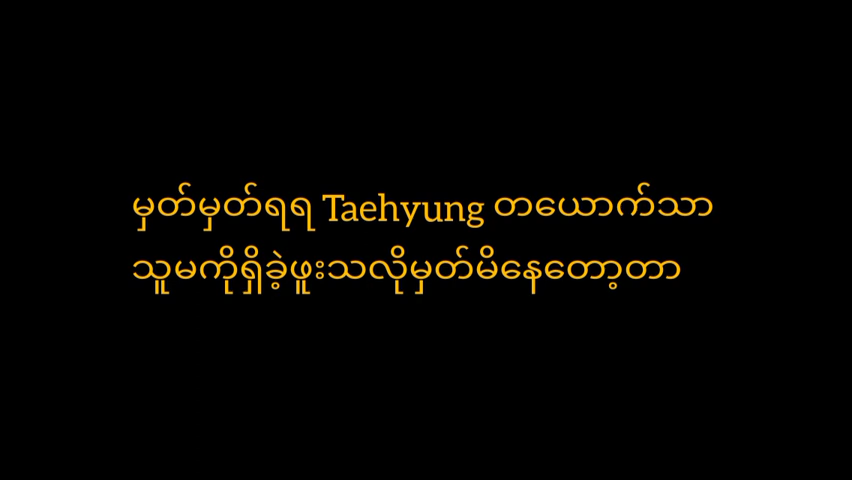 မှတ်မှတ်ရရ Taehyung တယောက်သာ
သူမကိုရှိခဲ့ဖူးသလိုမှတ်မိနေတော့တာ